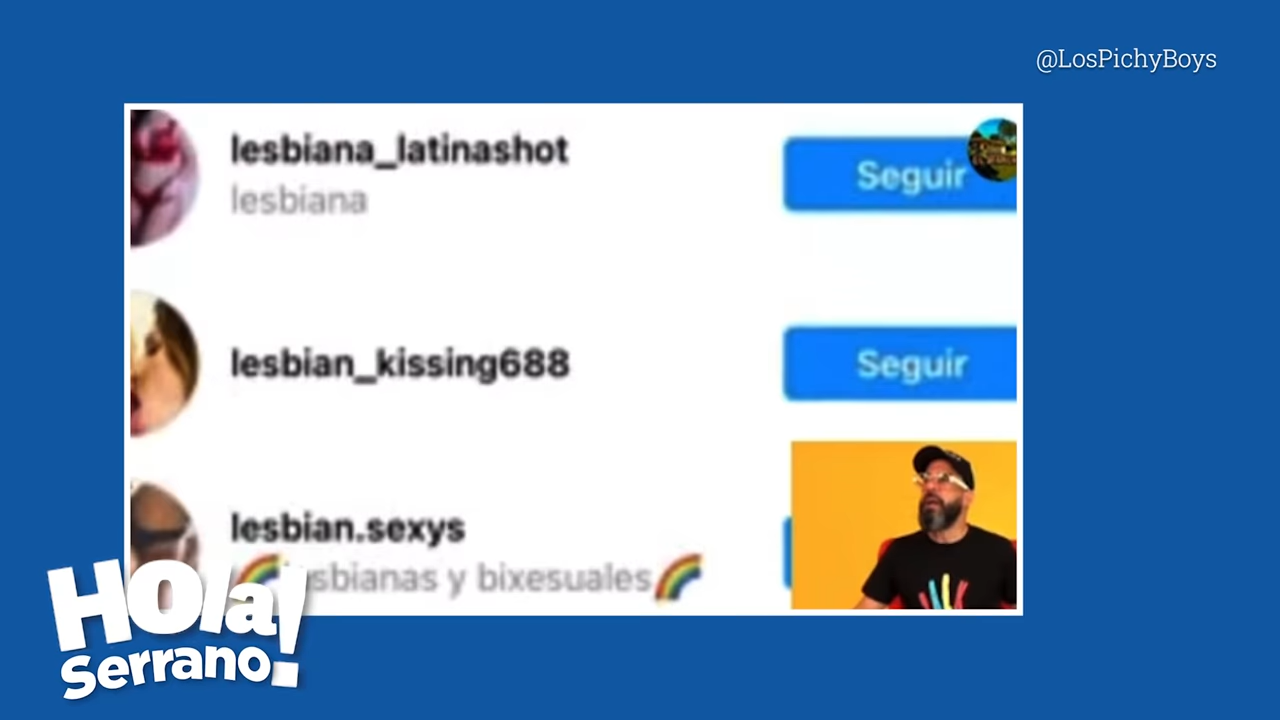 @LosPichyBoys
lesbiana_latinashot
Seguir
lesbiana
lesbian_kissing688
Seguir
lesbian.sexys
sbianas y bixesuales
Hola!
Serrano!